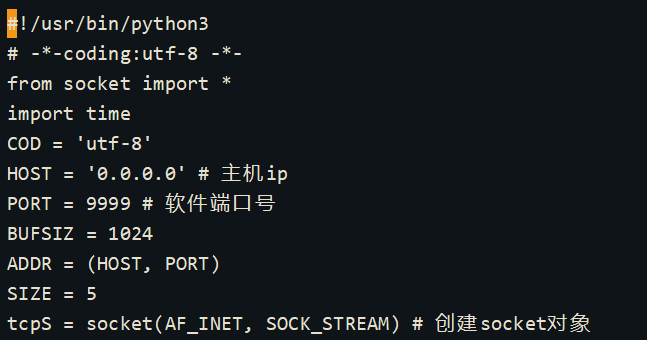 #!/usr/bin/python3
# -*-coding:utf-8 -*-
from socket import *
import time
COD = 'utf-8'
HOST = '0.0.0.0' # 主机ip
PORT = 9999 # 软件端口号
BUFSIZ = 1024
ADDR = (HOST, PORT)
SIZE = 5
tcpS = socket(AF_INET, SOCK_STREAM) # 创建socket对象